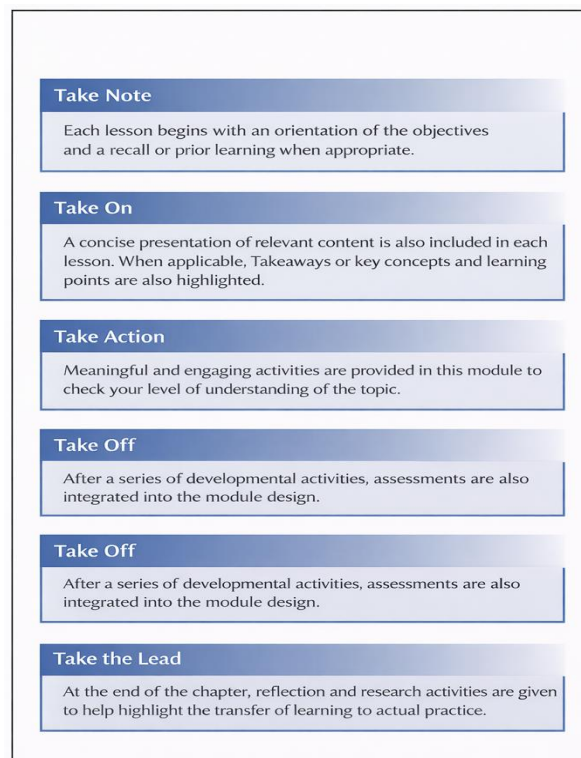 Take Note
Each lesson begins with an orientation of the objectives
and a recall or prior learning when appropriate.
Take On
A concise presentation of relevant content is also included in each
lesson. When applicable, Takeaways or key concepts and learning
points are also highlighted.
Take Action
Meaningful and engaging activities are provided in this module to
check your level of understanding of the topic.
Take Off
After a series of developmental activities, assessments are also
integrated into the module design.
Take Off
After a series of developmental activities, assessments are also
integrated into the module design.
Take the Lead
At the end of the chapter, reflection and research activities are given
to help highlight the transfer of learning to actual practice.